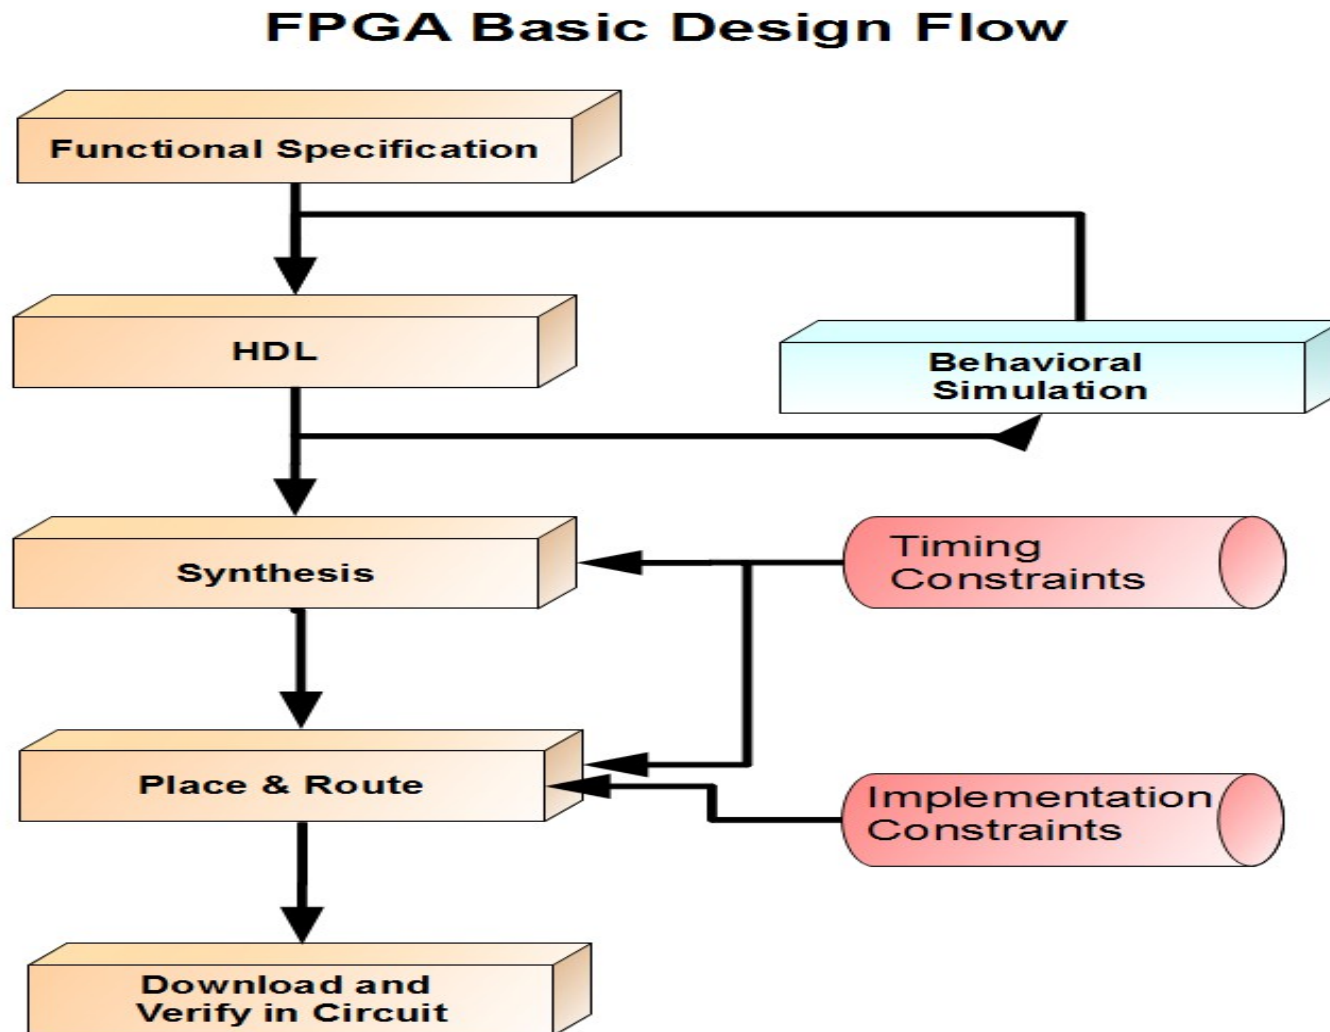 FPGA Basic Design Flow
Functional Specification
HDL
Behavioral
Simulation
Synthesis
Timing
Constraints
Place & Route
Implementation
Constraints
Download and
Verify in Circuit